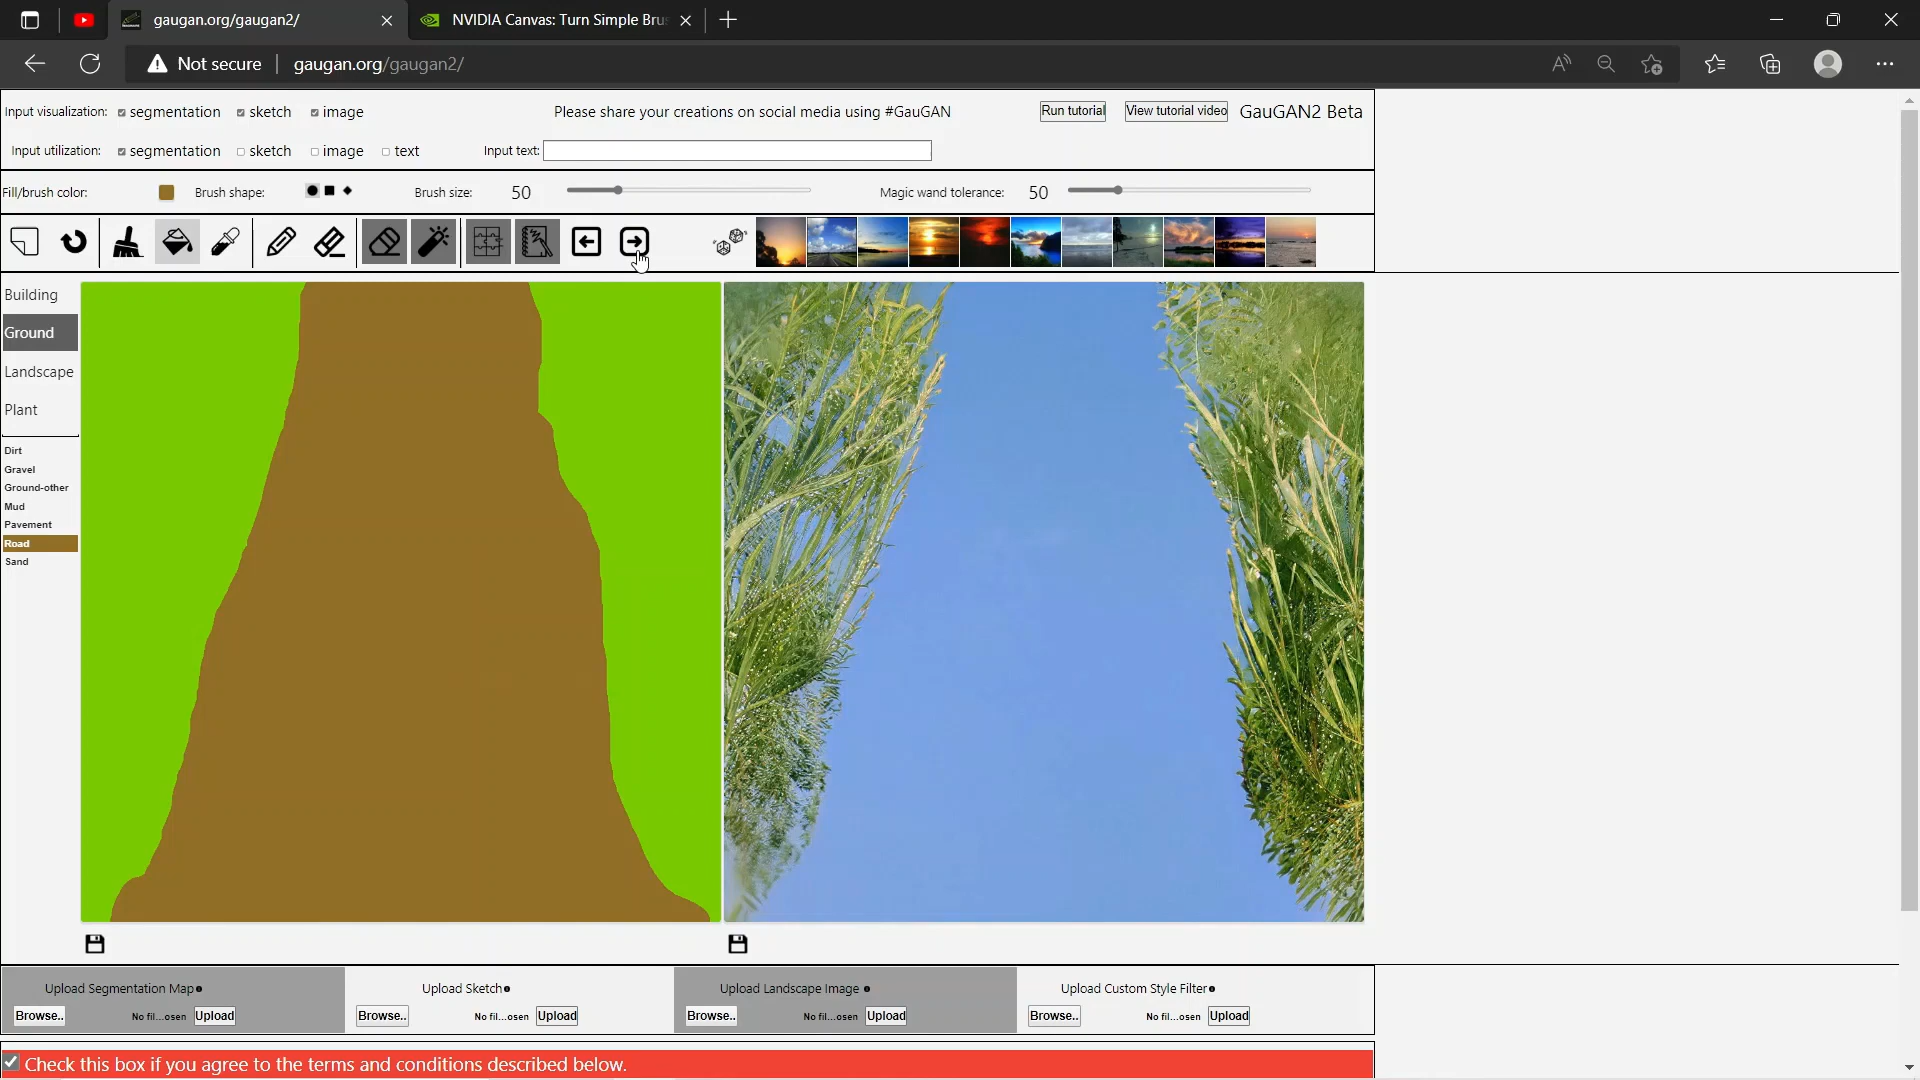 gaugan.org/gaugan2/
NVIDIA Canvas: Turn Simple Bru
Not secure
gaugan.org/gaugan2/
Input visualization: segmentation sketch image
Please share your creations on social media using #GauGAN
Run tutorial
View tutorial video
GauGAN2 Beta
Input utilization: segmentation sketch image text
Input text:
Fill/brush color:
Brush shape:
Brush size: 50
Magic wand tolerance: 50
Building
Ground
Landscape
Plant
Dirt
Gravel
Ground-other
Mud
Pavement
Road
Sand
Upload Segmentation Map
Upload Sketch
Upload Landscape Image
Upload Custom Style Filter
Browse.. No fil...osen Upload
Browse.. No fil...osen Upload
Browse.. No fil...osen Upload
Browse.. No fil...osen Upload
Check this box if you agree to the terms and conditions described below.